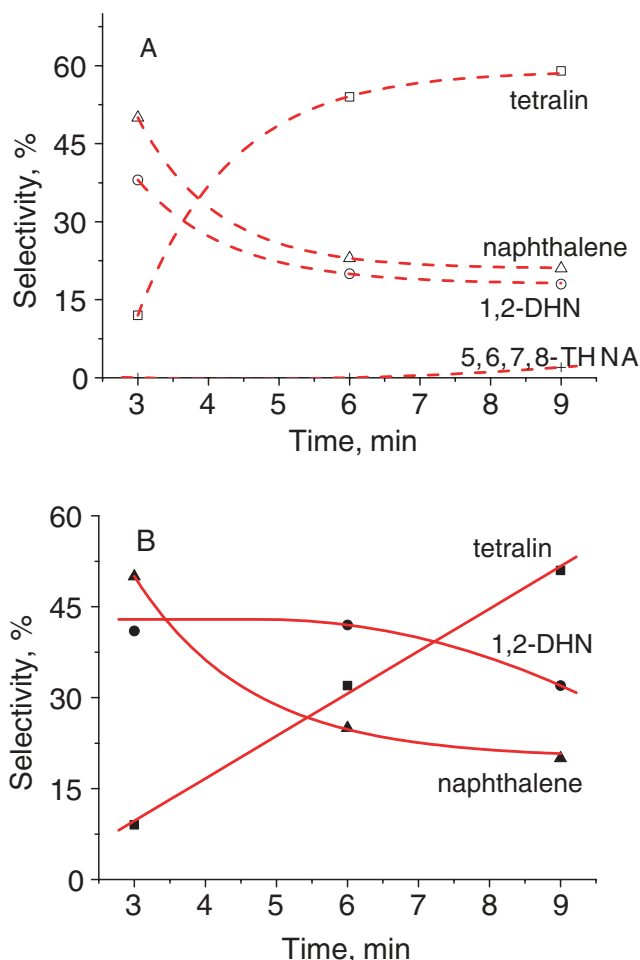 A
60
45
30
15
0
Selectivity, %
tetralin
naphthalene
1,2-DHN
5,6,7,8-THNA
3 4 5 6 7 8 9
Time, min
B
60
45
30
15
0
Selectivity, %
tetralin
1,2-DHN
naphthalene
3 4 5 6 7 8 9
Time, min